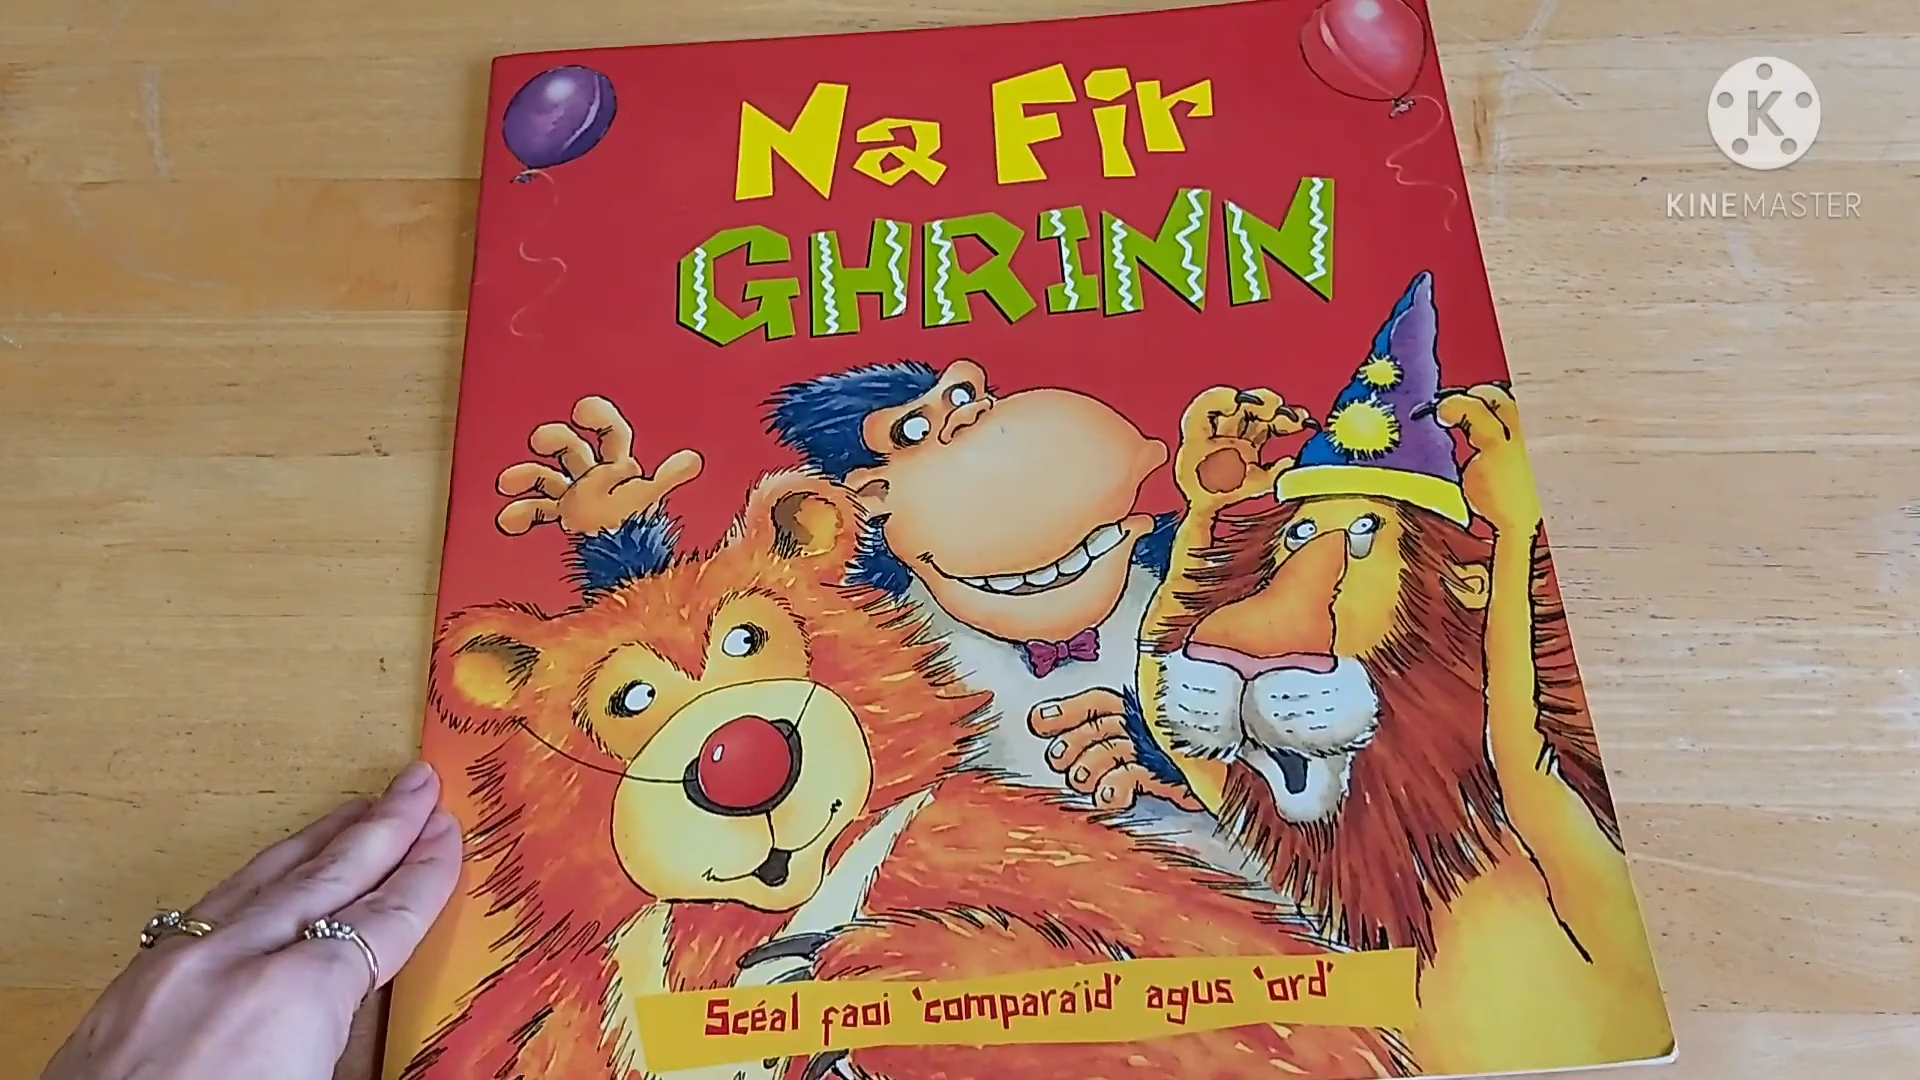 Na Fir
GHRINN
Scéal faoi 'comparáid' agus 'ord'
K
KINEMASTER